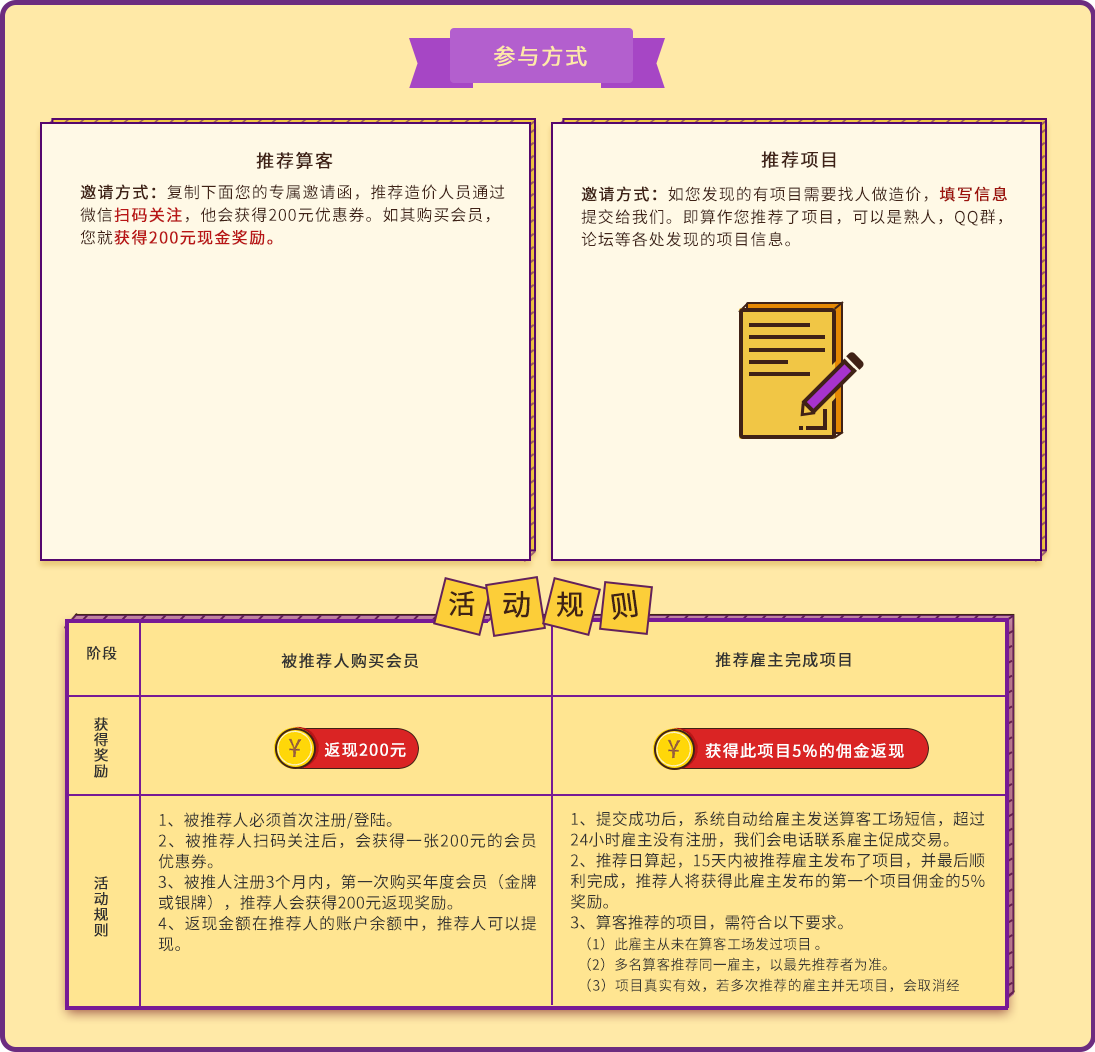 参与方式
推荐算客
邀请方式：复制下面您的专属邀请函，推荐造价人员通过
微信扫码关注，他会获得200元优惠券。如其购买会员，
您就获得200元现金奖励。
推荐项目
邀请方式：如您发现的有项目需要找人做造价，填写信息
提交给我们。即算作您推荐了项目，可以是熟人，QQ群，
论坛等各处发现的项目信息。
活动规则
阶段
被推荐人购买会员
推荐雇主完成项目
获得奖励
¥ 返现200元
¥ 获得此项目5%的佣金返现
活动规则
1、被推荐人必须首次注册/登陆。
2、被推荐人扫码关注后，会获得一张200元的会员
优惠券。
3、被推人注册3个月内，第一次购买年度会员（金牌
或银牌），推荐人会获得200元返现奖励。
4、返现金额在推荐人的账户余额中，推荐人可以提
现。
1、提交成功后，系统自动给雇主发送算客工场短信，超过
24小时雇主没有注册，我们会电话联系雇主促成交易。
2、推荐日算起，15天内被推荐雇主发布了项目，并最后顺
利完成，推荐人将获得此雇主发布的第一个项目佣金的5%
奖励。
3、算客推荐的项目，需符合以下要求。
（1）此雇主从未在算客工场发过项目 。
（2）多名算客推荐同一雇主，以最先推荐者为准。
（3）项目真实有效，若多次推荐的雇主并无项目，会取消经